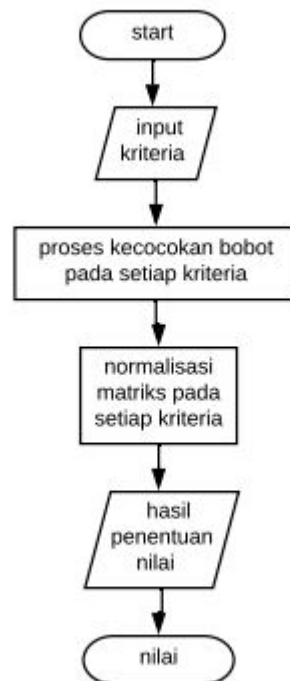 start
input
kriteria
proses kecocokan bobot
pada setiap kriteria
normalisasi
matriks pada
setiap kriteria
hasil
penentuan
nilai
nilai